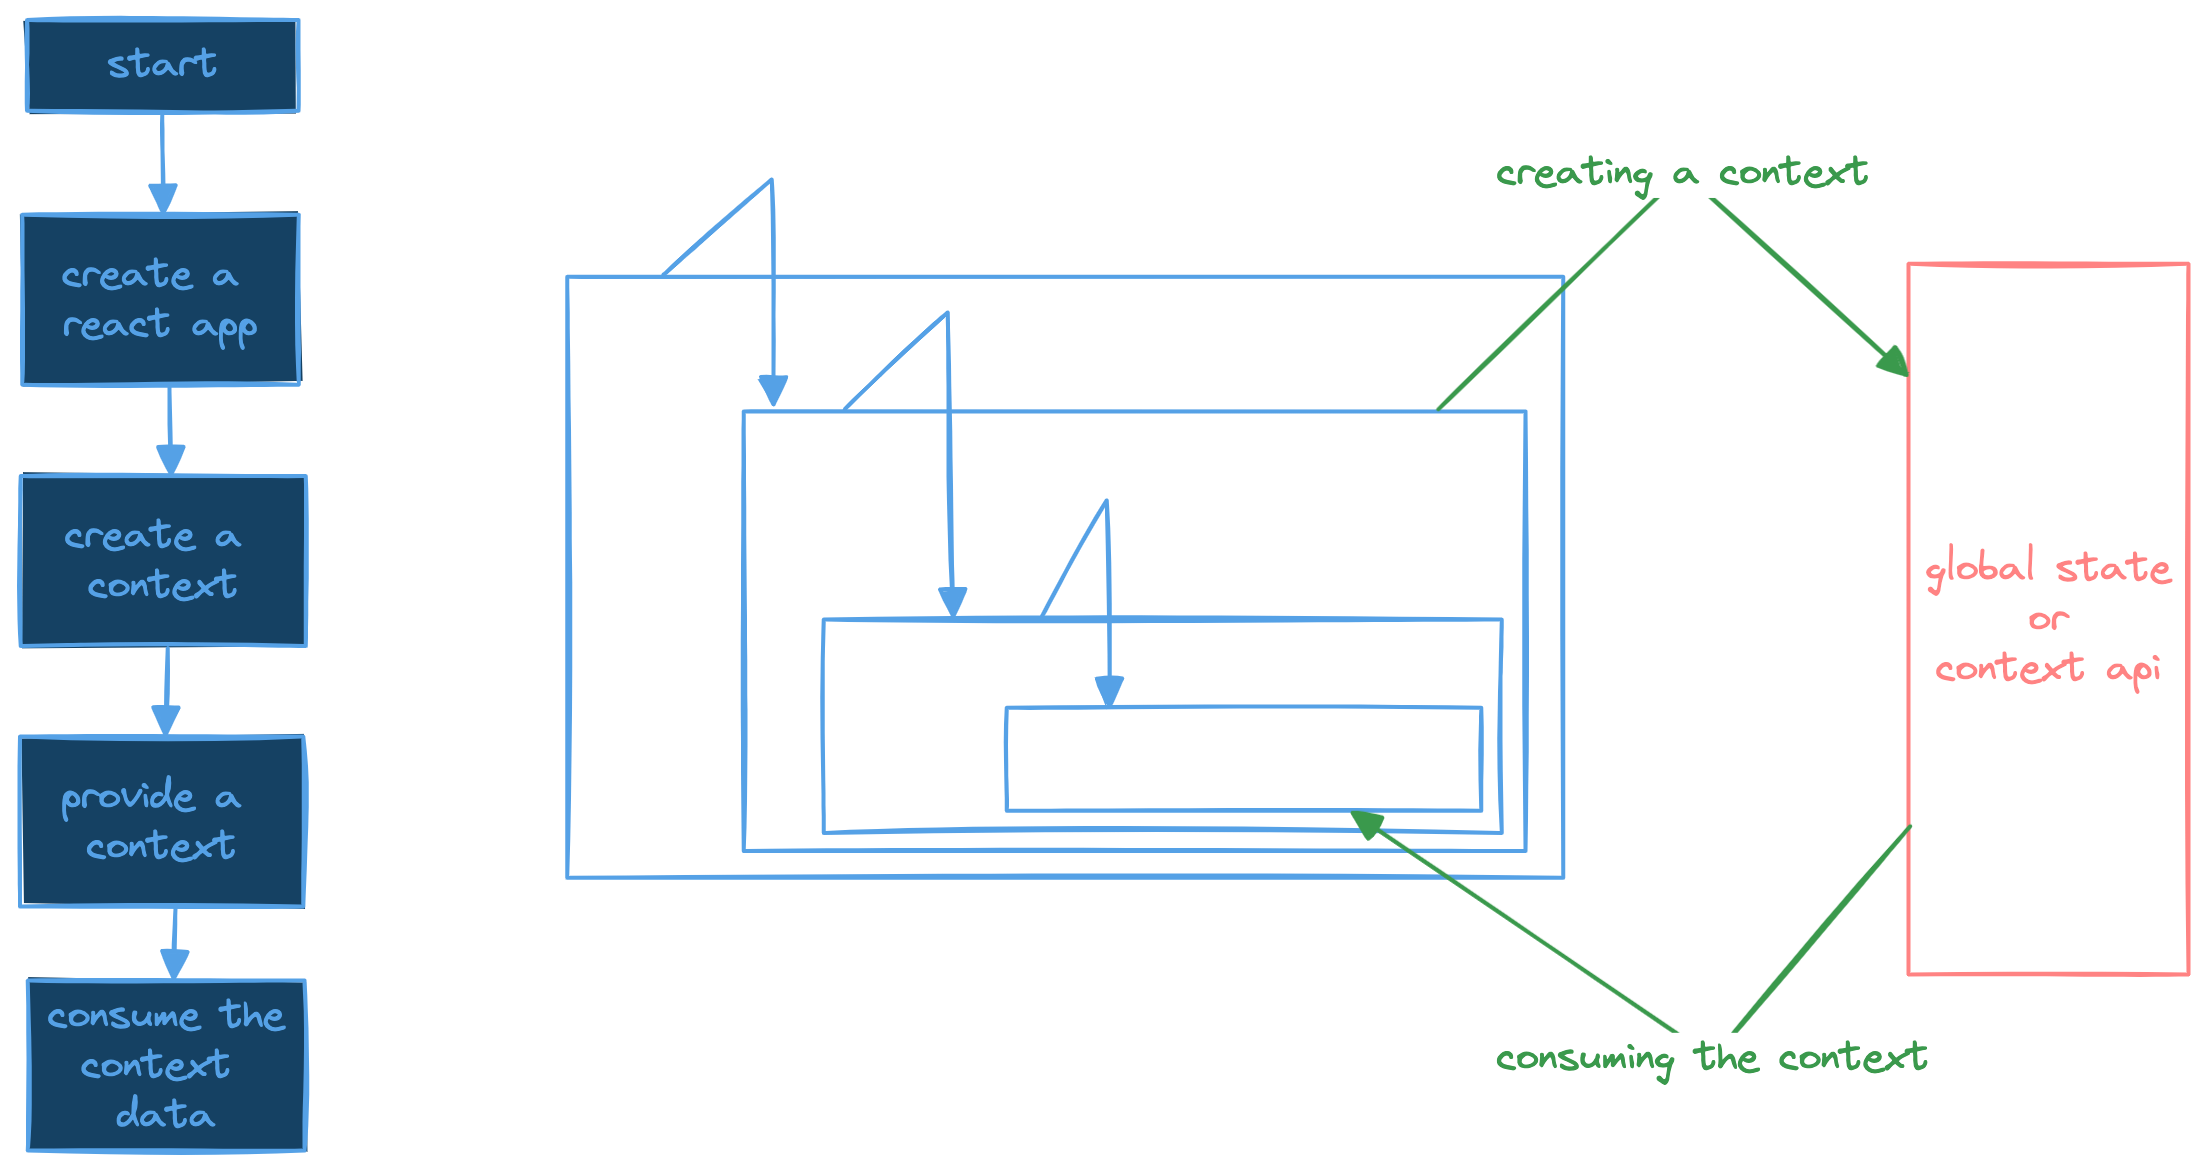 start
create a
react app
create a
context
provide a
context
consume the
context
data
creating a context
global state
or
context api
consuming the context